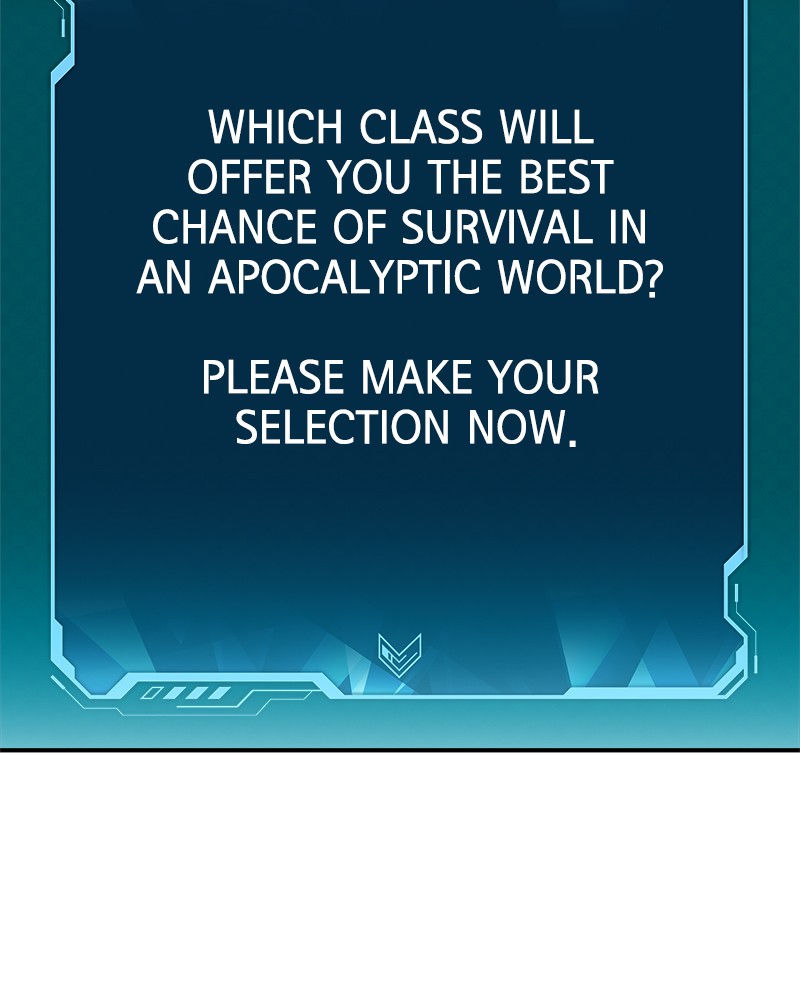 WHICH CLASS WILL
OFFER YOU THE BEST
CHANCE OF SURVIVAL IN
AN APOCALYPTIC WORLD?
PLEASE MAKE YOUR
SELECTION NOW.